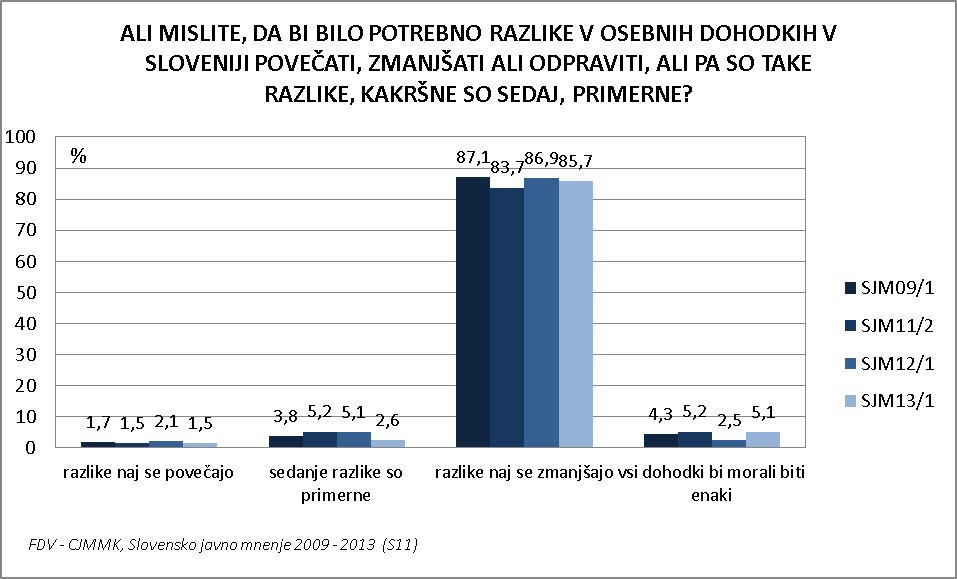 ALI MISLITE, DA BI BILO POTREBNO RAZLIKE V OSEBNIH DOHODKIH V
SLOVENIJI POVEČATI, ZMANJŠATI ALI ODPRAVITI, ALI PA SO TAKE
RAZLIKE, KAKRŠNE SO SEDAJ, PRIMERNE?
%
100
90
80
70
60
50
40
30
20
10
0
1,7 1,5 2,1 1,5
3,8 5,2 5,1 2,6
87,1 83,7 86,9 85,7
4,3 5,2 2,5 5,1
razlike naj se povečajo
sedanje razlike so
primerne
razlike naj se zmanjšajo
vsi dohodki bi morali biti
enaki
SJM09/1
SJM11/2
SJM12/1
SJM13/1
FDV - CJMMK, Slovensko javno mnenje 2009 - 2013 (S11)